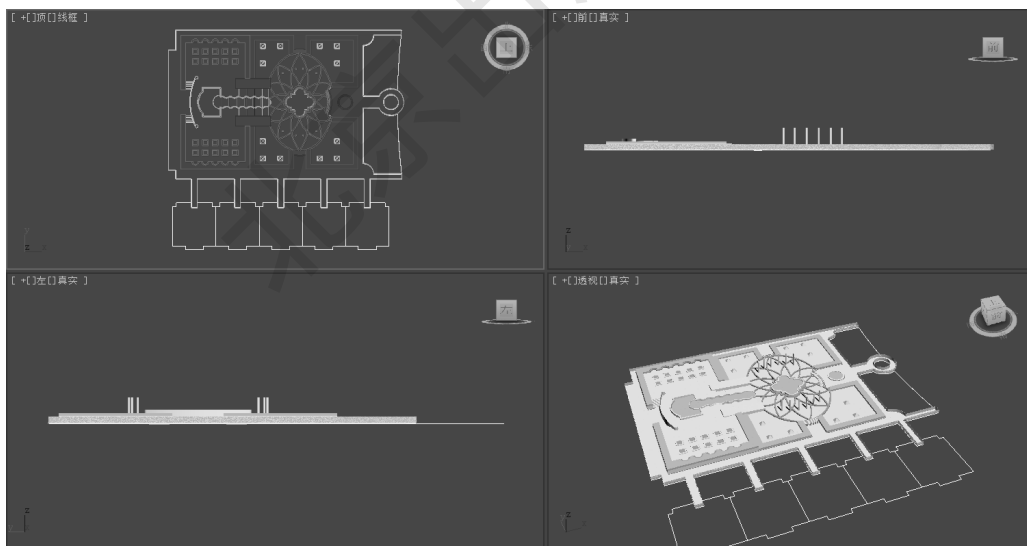 [ +[]顶[]线框 ]
[ +[]前[]真实 ]
前
[ +[]左[]真实 ]
左
[ +[]透视[]真实 ]